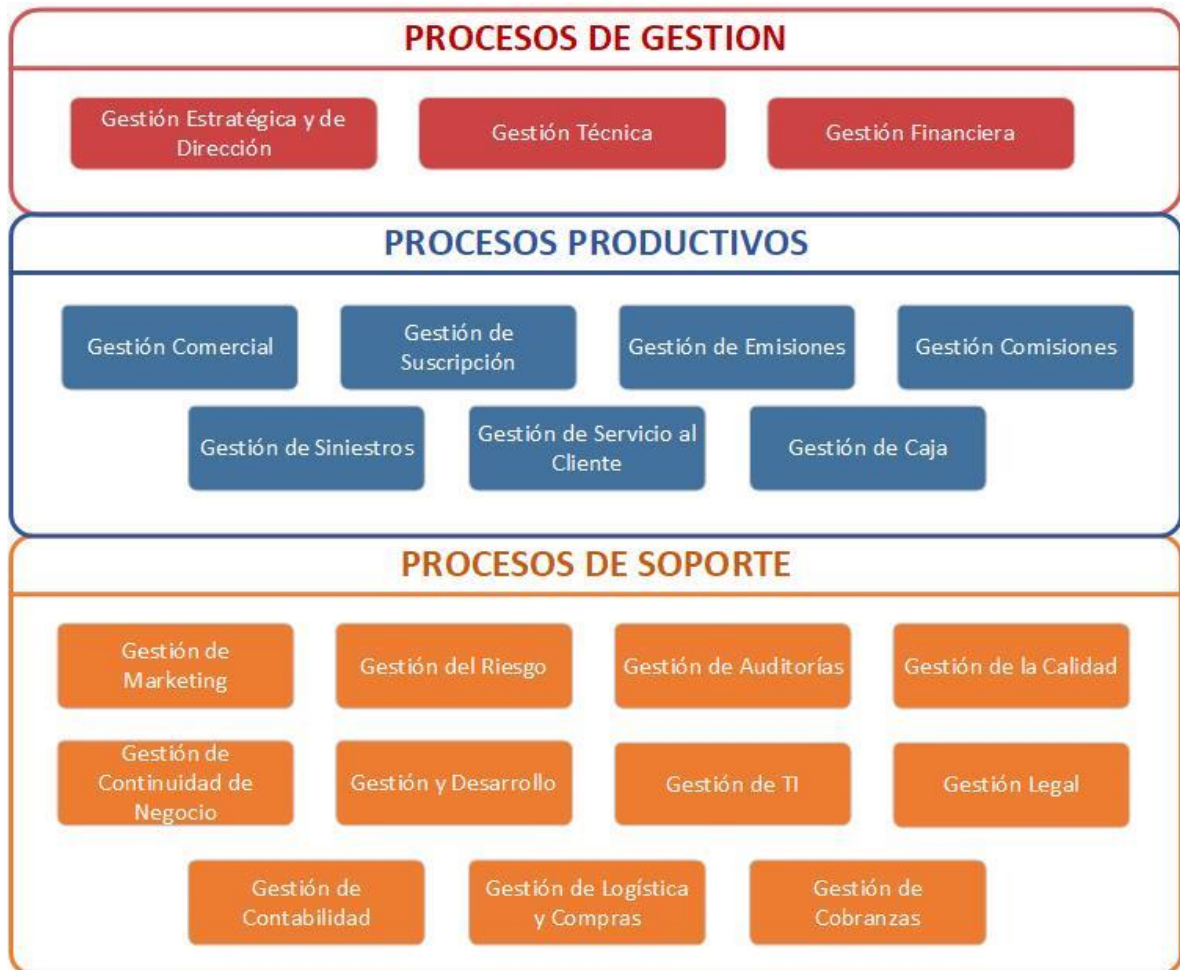 PROCESOS DE GESTION
Gestión Estratégica y de
Dirección
Gestión Técnica
Gestión Financiera
PROCESOS PRODUCTIVOS
Gestión Comercial
Gestión de
Suscripción
Gestión de Emisiones
Gestión Comisiones
Gestión de Siniestros
Gestión de Servicio al
Cliente
Gestión de Caja
PROCESOS DE SOPORTE
Gestión de
Marketing
Gestión del Riesgo
Gestión de Auditorías
Gestión de la Calidad
Gestión de
Continuidad de
Negocio
Gestión y Desarrollo
Gestión de TI
Gestión Legal
Gestión de
Contabilidad
Gestión de Logística
y Compras
Gestión de
Cobranzas